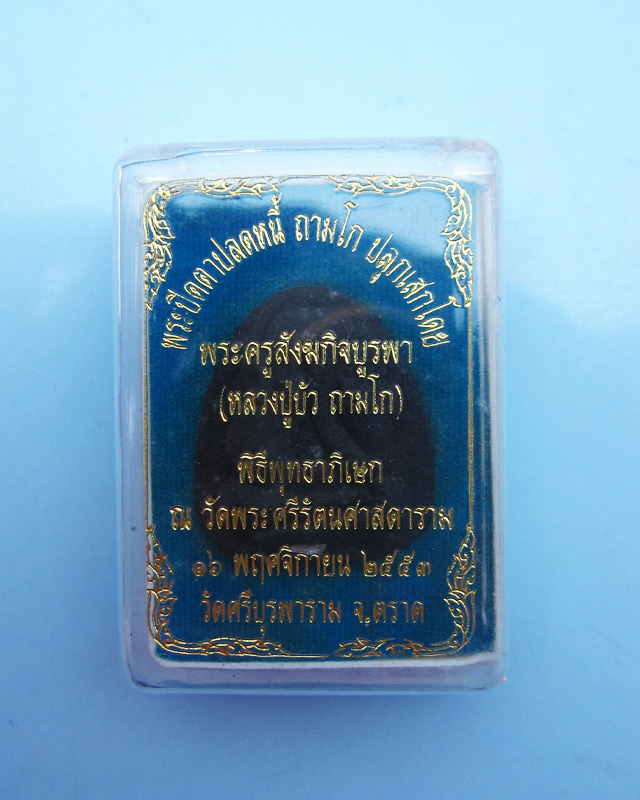 พระปิดตาปลดหนี้ ถามโก ปลุกเสกโดย
พระครูสังฆกิจบูรพา
(หลวงปู่บัว ถามโก)
พิธีพุทธาภิเษก
ณ วัดพระศรีรัตนศาสดาราม
๑๖ พฤศจิกายน ๒๕๕๓
วัดศรีบูรพาราม จ.ตราด